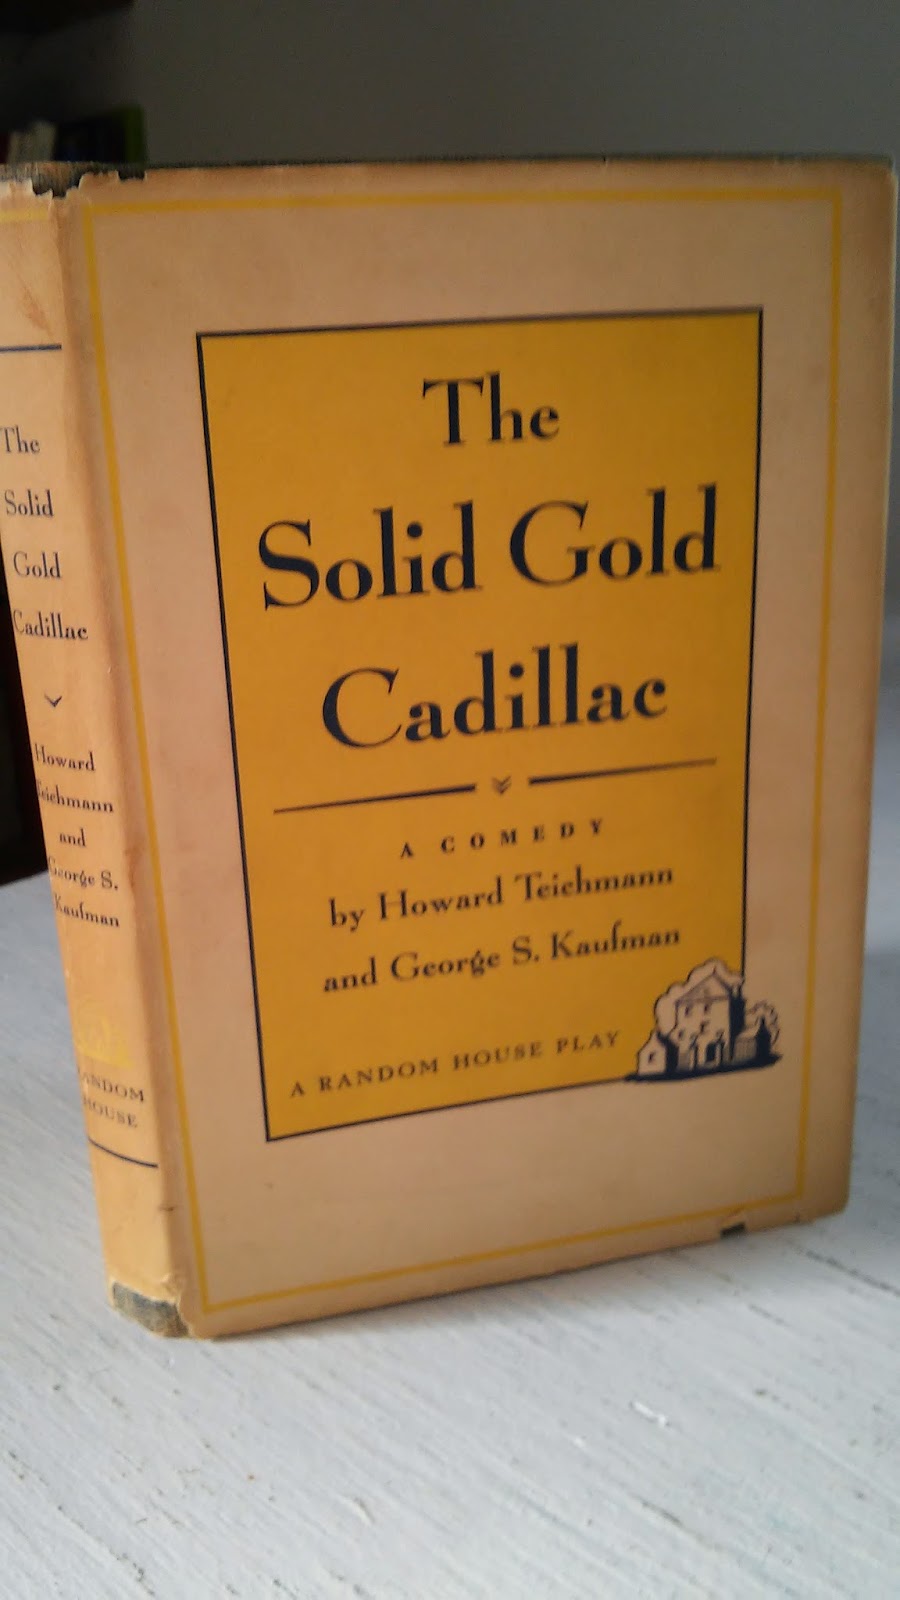 The
Solid
Gold
Cadillac
Howard
Teichmann
and
George S.
Kaufman
RANDOM
HOUSE
The
Solid Gold
Cadillac
A COMEDY
by Howard Teichmann
and George S. Kaufman
A RANDOM HOUSE PLAY